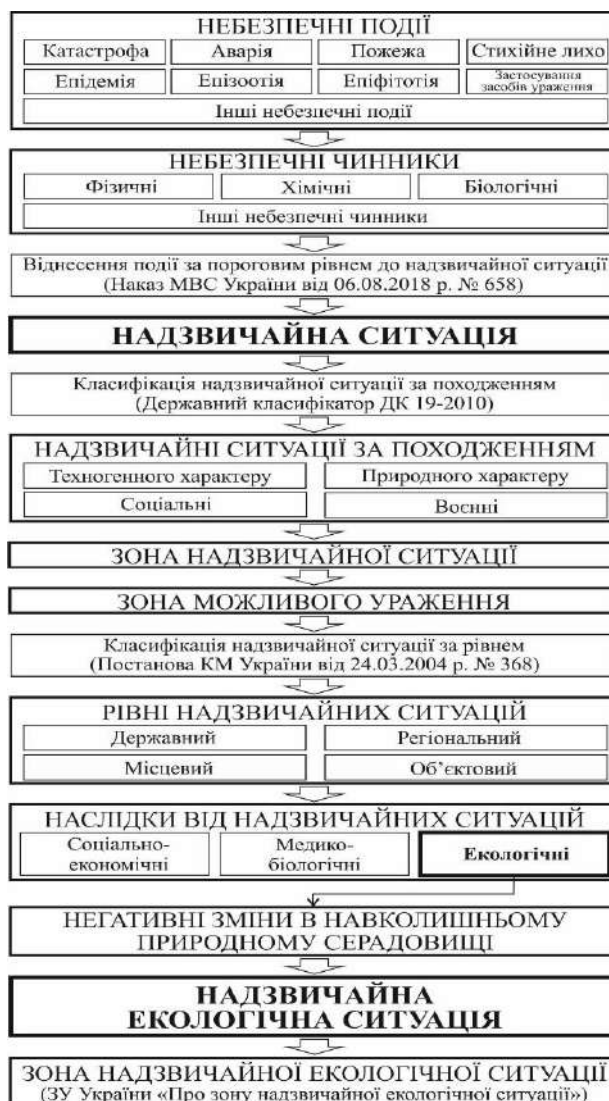 НЕБЕЗПЕЧНІ ПОДІЇ
Катастрофа Аварія Пожежа Стихійне лихо
Епідемія Епізоотія Епіфітотія Застосування засобів ураження
Інші небезпечні події
НЕБЕЗПЕЧНІ ЧИННИКИ
Фізичні Хімічні Біологічні
Інші небезпечні чинники
Віднесення події за пороговим рівнем до надзвичайної ситуації
(Наказ МВС України від 06.08.2018 р. № 658)
НАДЗВИЧАЙНА СИТУАЦІЯ
Класифікація надзвичайної ситуації за походженням
(Державний класифікатор ДК 19-2010)
НАДЗВИЧАЙНІ СИТУАЦІЇ ЗА ПОХОДЖЕННЯМ
Техногенного характеру Природного характеру
Соціальні Воєнні
ЗОНА НАДЗВИЧАЙНОЇ СИТУАЦІЇ
ЗОНА МОЖЛИВОГО УРАЖЕННЯ
Класифікація надзвичайної ситуації за рівнем
(Постанова КМ України від 24.03.2004 р. № 368)
РІВНІ НАДЗВИЧАЙНИХ СИТУАЦІЙ
Державний Регіональний
Місцевий Об’єктовий
НАСЛІДКИ ВІД НАДЗВИЧАЙНИХ СИТУАЦІЙ
Соціально-
економічні
Медико-
біологічні
Екологічні
НЕГАТИВНІ ЗМІНИ В НАВКОЛИШНЬОМУ
ПРИРОДНОМУ СЕРАДОВИЩІ
НАДЗВИЧАЙНА
ЕКОЛОГІЧНА СИТУАЦІЯ
ЗОНА НАДЗВИЧАЙНОЇ ЕКОЛОГІЧНОЇ СИТУАЦІЇ
(ЗУ України «Про зону надзвичайної екологічної ситуації»)